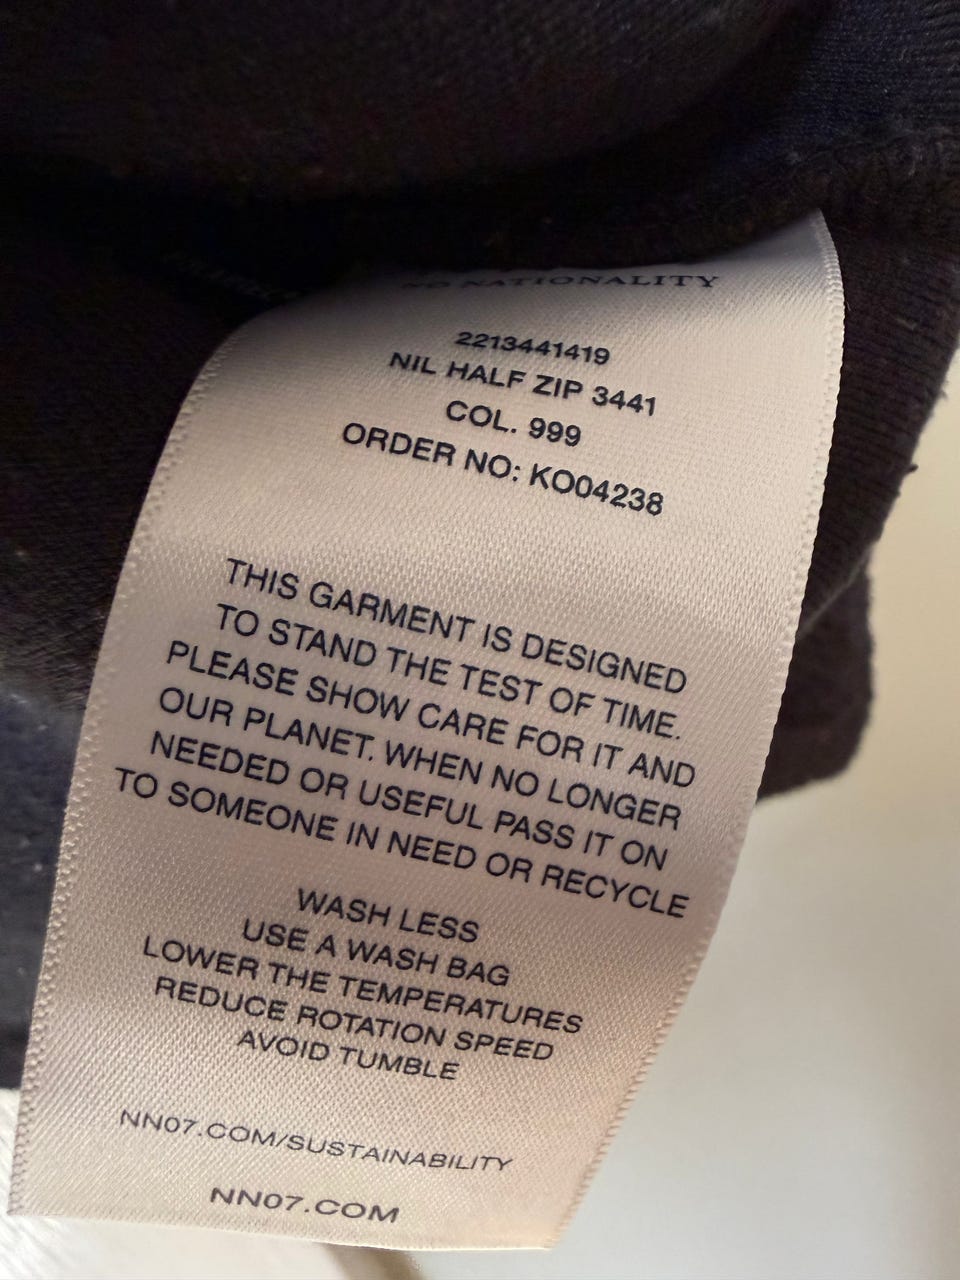 NO NATIONALITY
2213441419
NIL HALF ZIP 3441
COL. 999
ORDER NO: KO04238
THIS GARMENT IS DESIGNED
TO STAND THE TEST OF TIME.
PLEASE SHOW CARE FOR IT AND
OUR PLANET. WHEN NO LONGER
NEEDED OR USEFUL PASS IT ON
TO SOMEONE IN NEED OR RECYCLE
WASH LESS
USE A WASH BAG
LOWER THE TEMPERATURES
REDUCE ROTATION SPEED
AVOID TUMBLE
NN07.COM/SUSTAINABILITY
NN07.COM